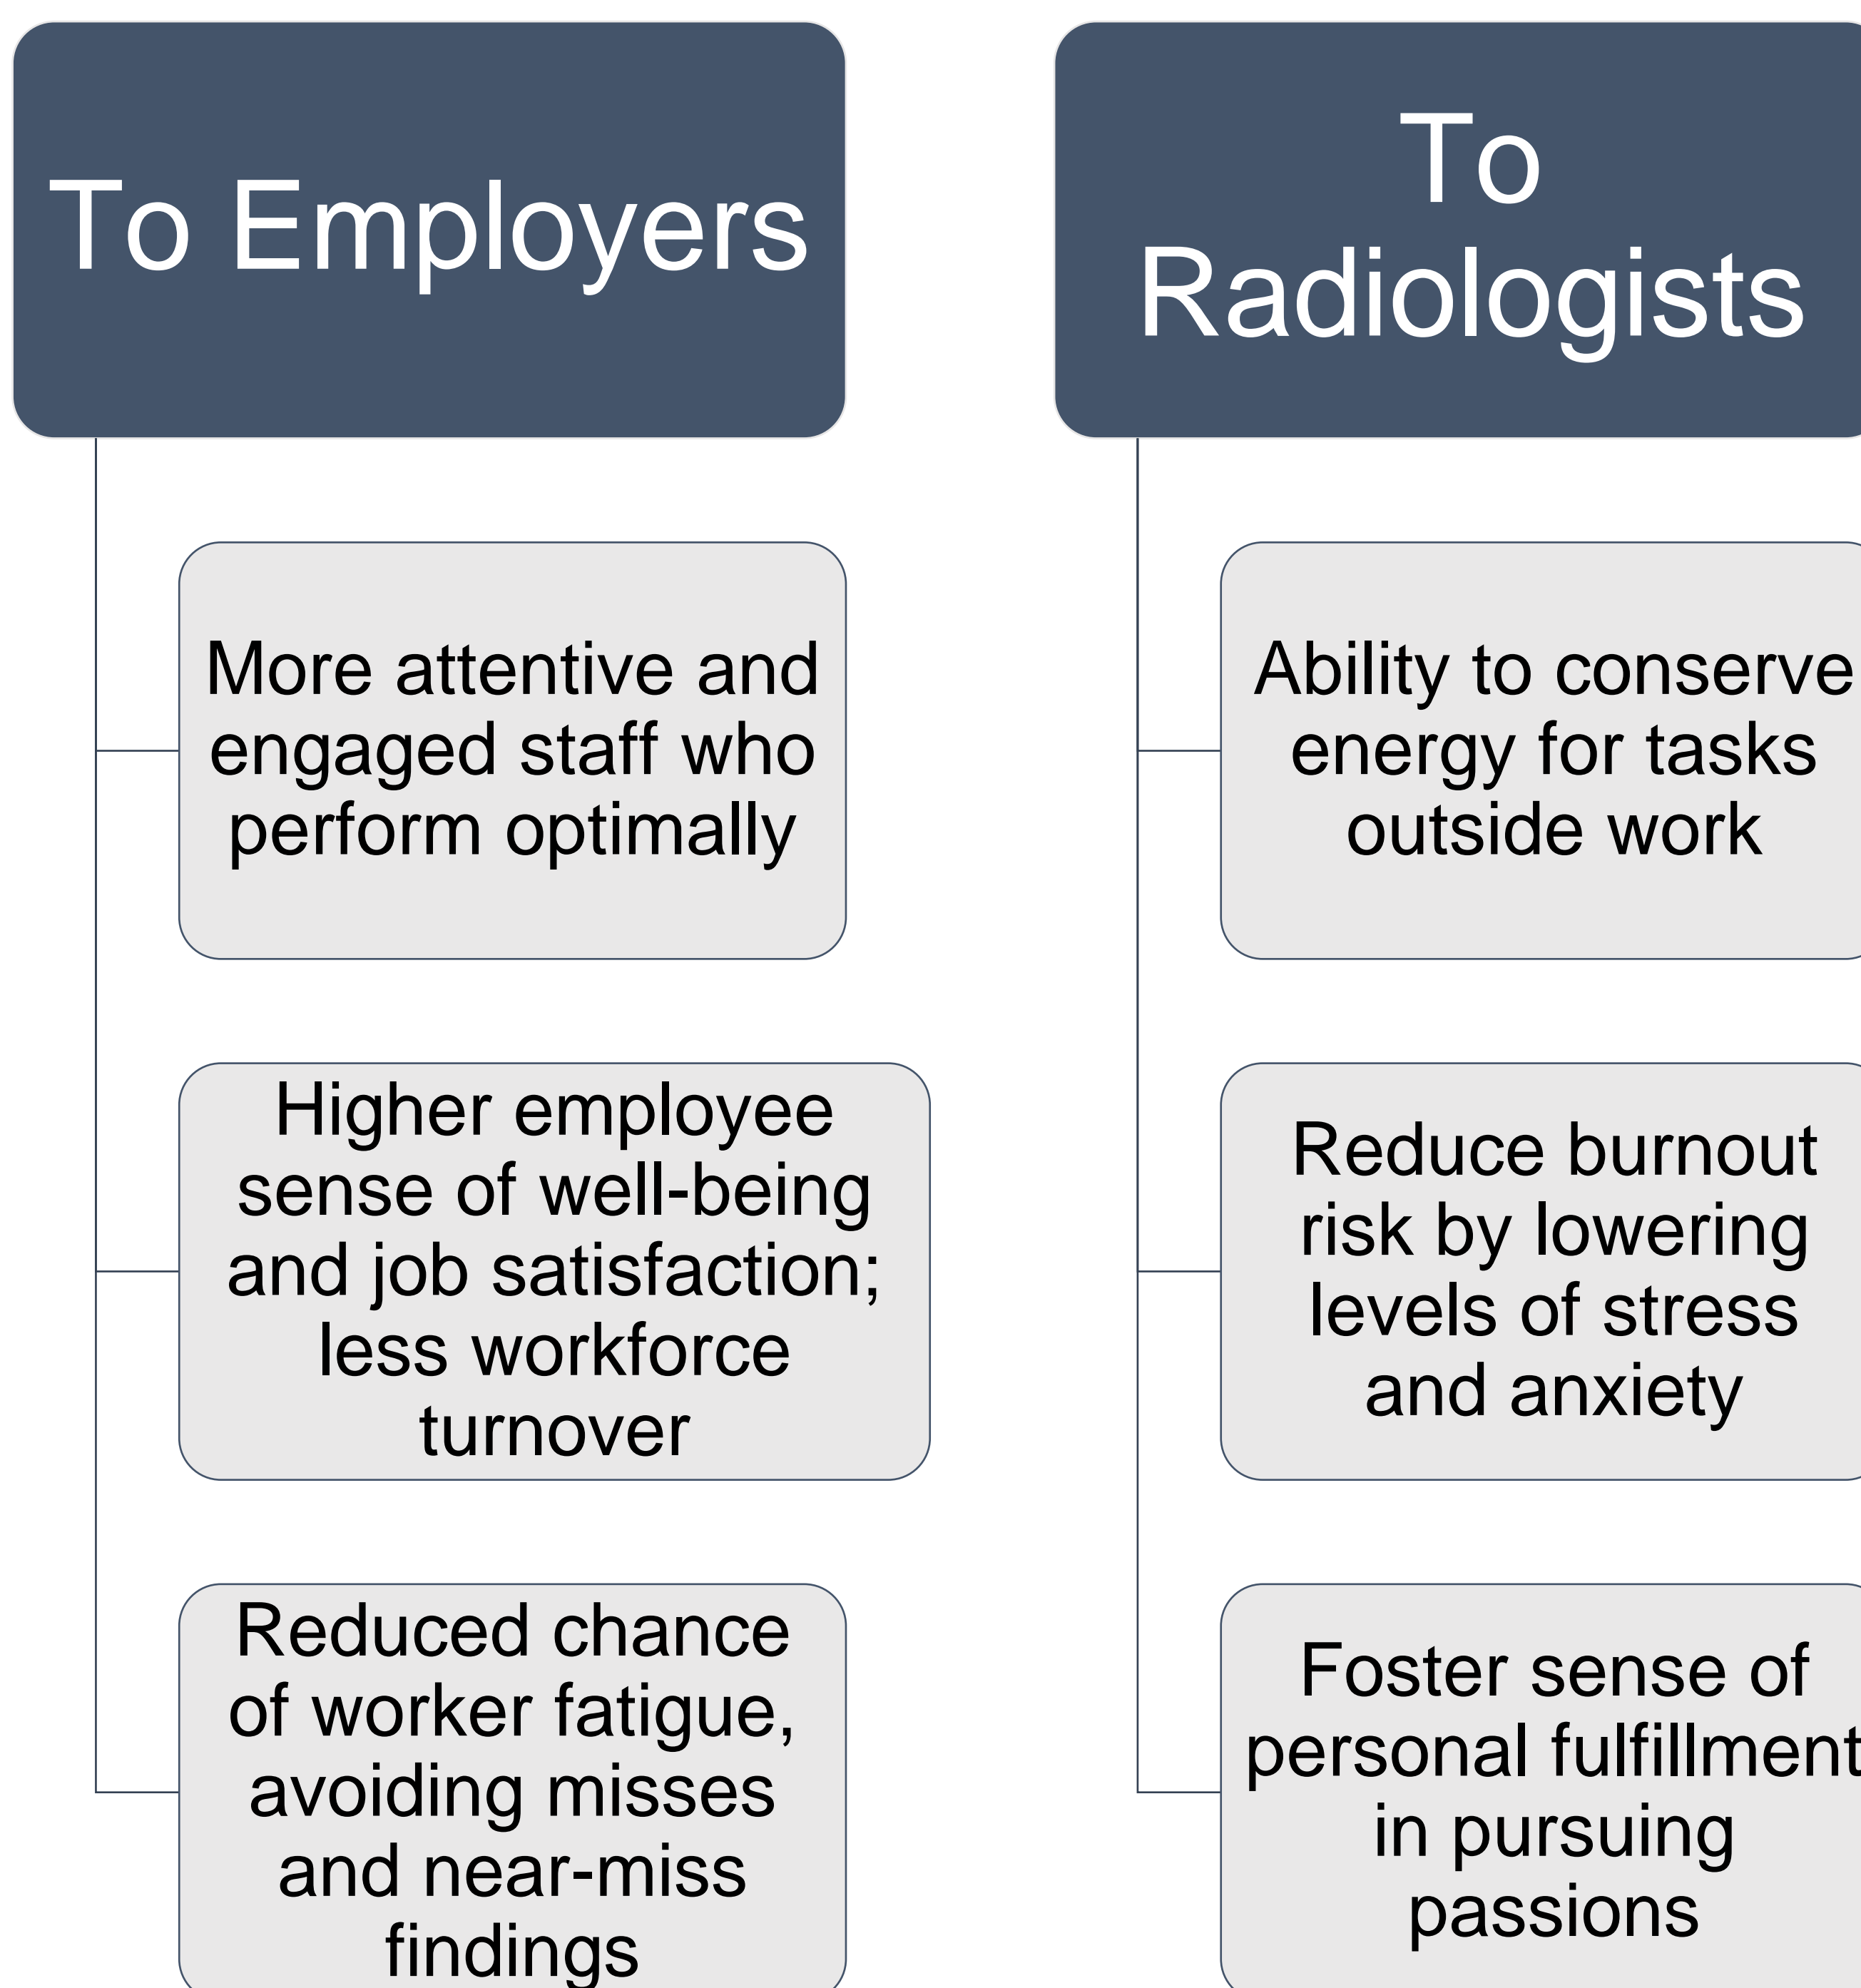 To Employers
More attentive and
engaged staff who
perform optimally
Higher employee
sense of well-being
and job satisfaction;
less workforce
turnover
Reduced chance
of worker fatigue,
avoiding misses
and near-miss
findings
To
Radiologists
Ability to conserve
energy for tasks
outside work
Reduce burnout
risk by lowering
levels of stress
and anxiety
Foster sense of
personal fulfillment
in pursuing
passions